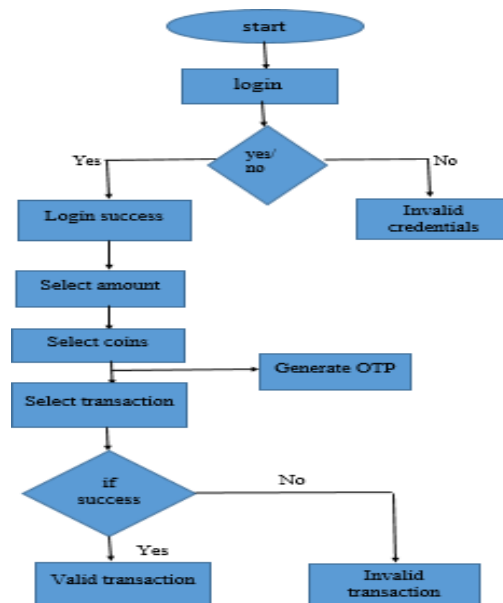 start
login
yes/
no
Yes
No
Login success
Invalid
credentials
Select amount
Select coins
Generate OTP
Select transaction
if
success
No
Yes
Valid transaction
Invalid
transaction